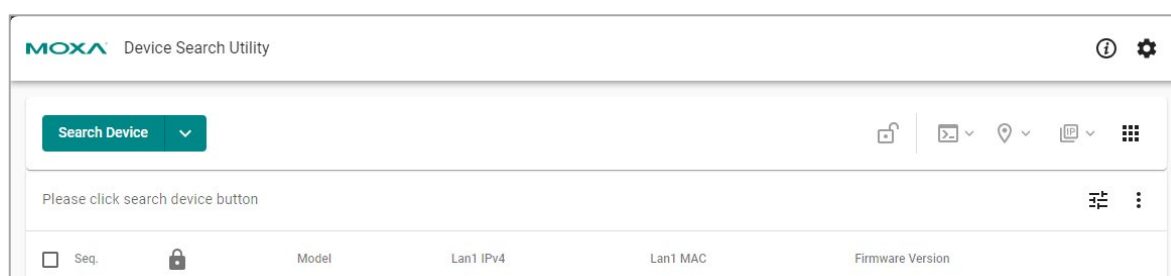 MOXA Device Search Utility
Search Device
IP
Please click search device button
Seq. Model Lan1 IPv4 Lan1 MAC Firmware Version